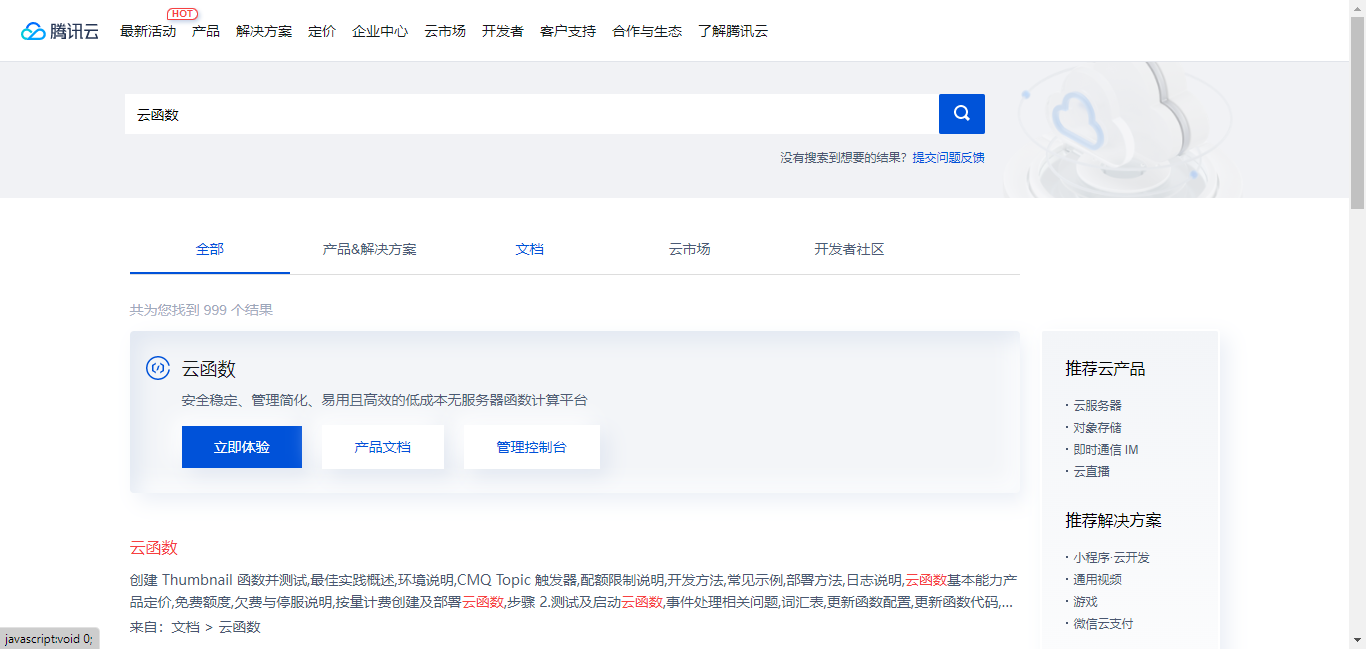 腾讯云
最新活动 HOT 产品 解决方案 定价 企业中心 云市场 开发者 客户支持 合作与生态 了解腾讯云
云函数
没有搜索到想要的结果？提交问题反馈
全部 产品&解决方案 文档 云市场 开发者社区
共为您找到 999 个结果
云函数
安全稳定、管理简化、易用且高效的低成本无服务器函数计算平台
立即体验 产品文档 管理控制台
云函数
创建 Thumbnail 函数并测试,最佳实践概述,环境说明,CMQ Topic 触发器,配额限制说明,开发方法,常见示例,部署方法,日志说明,云函数基本能力产
品定价,免费额度,欠费与停服说明,按量计费创建及部署云函数,步骤 2.测试及启动云函数,事件处理相关问题,词汇表,更新函数配置,更新函数代码,...
来自：文档 > 云函数
推荐云产品
· 云服务器
· 对象存储
· 即时通信 IM
· 云直播
推荐解决方案
· 小程序·云开发
· 通用视频
· 游戏
· 微信云支付
javascript:void 0;